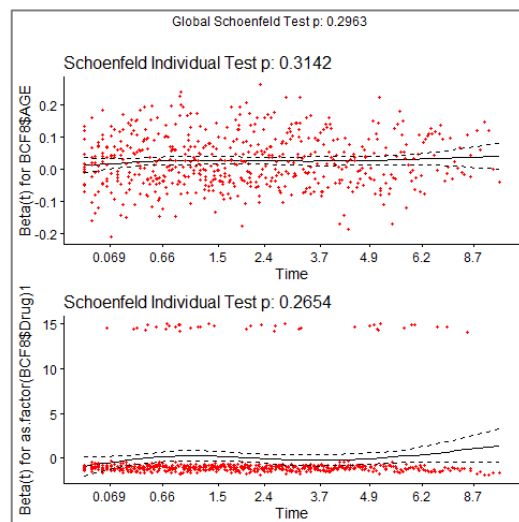 Global Schoenfeld Test p: 0.2963
Schoenfeld Individual Test p: 0.3142
Beta(t) for BCF8$AGE
0.2
0.1
0.0
-0.1
-0.2
0.069 0.66 1.5 2.4 3.7 4.9 6.2 8.7
Time
Schoenfeld Individual Test p: 0.2654
Beta(t) for as.factor(BCF8$Drug)1
15
10
5
0
0.069 0.66 1.5 2.4 3.7 4.9 6.2 8.7
Time